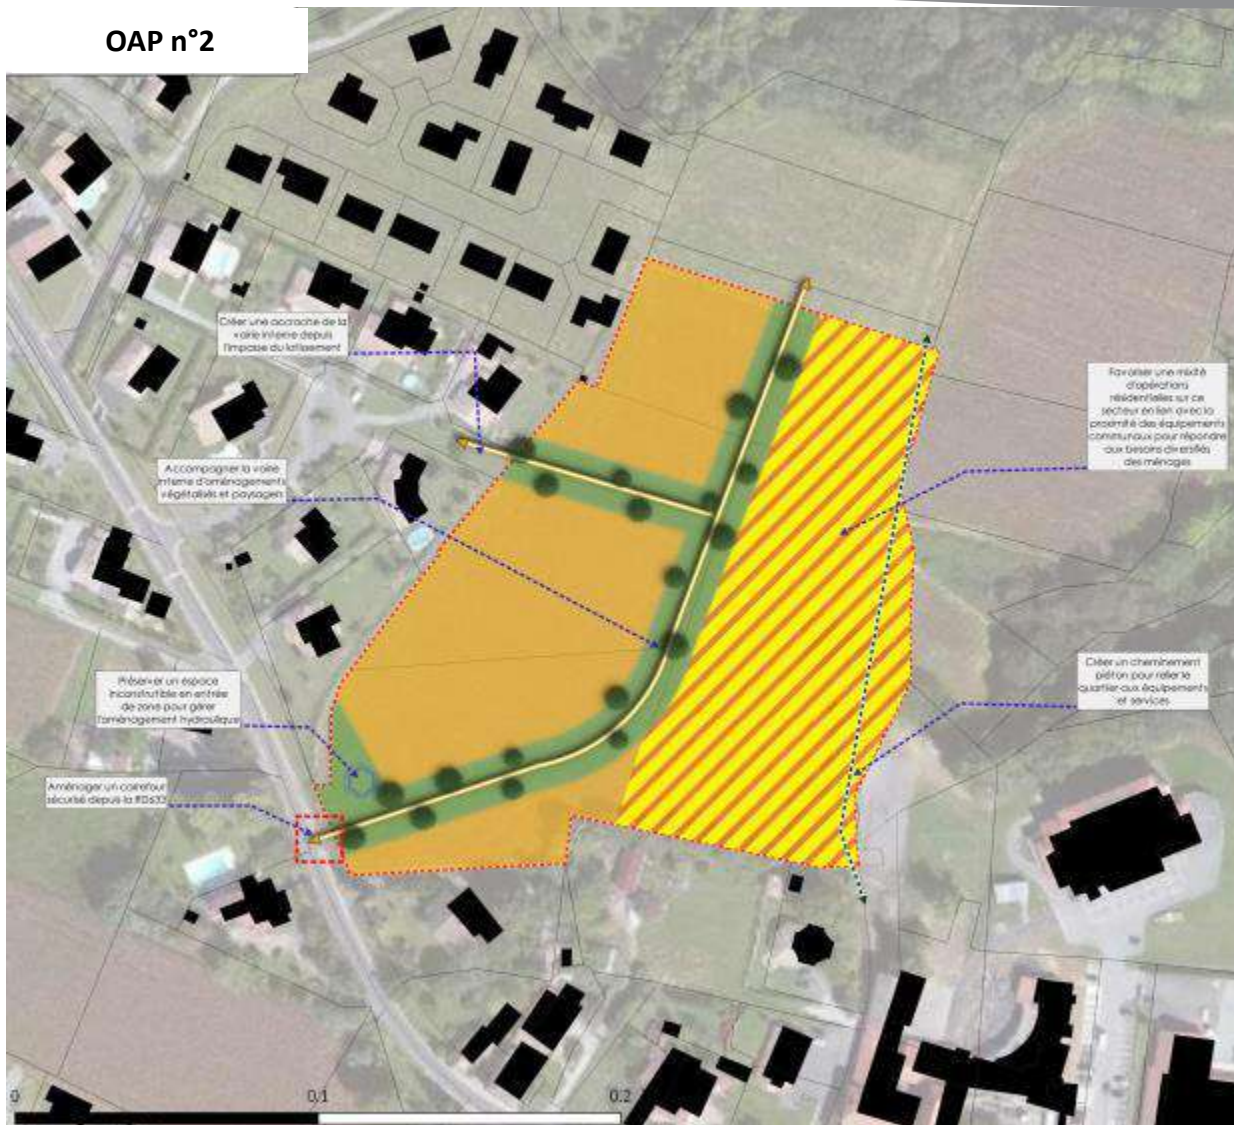 OAP n°2
Créer une accroche de la
voirie interne depuis
l'impasse du lotissement
Favoriser une mixité
d'opérations
résidentielles sur ce
secteur en lien avec la
proximité des équipements
communaux pour répondre
aux besoins diversifiés
des ménages
Accompagner la voirie
interne d'aménagements
végétalisés et paysagers
Créer un cheminement
piéton pour relier le
quartier aux équipements
et services
Préserver un espace
inconstructible en entrée
de zone pour gérer
l'aménagement hydraulique
Aménager un carrefour
sécurisé depuis la RD633
0
0,1
0,2